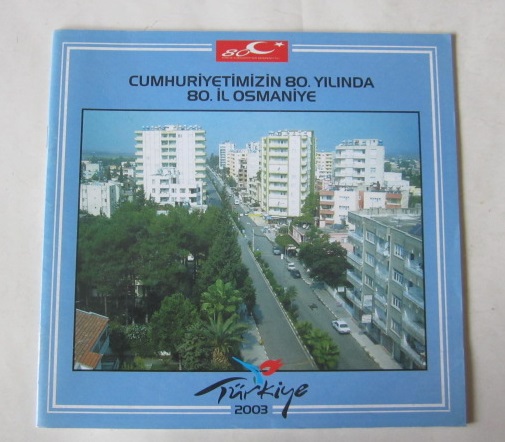 80
CUMHURİYETİMİZİN 80. YILINDA
80. İL OSMANİYE
Türkiye
2003